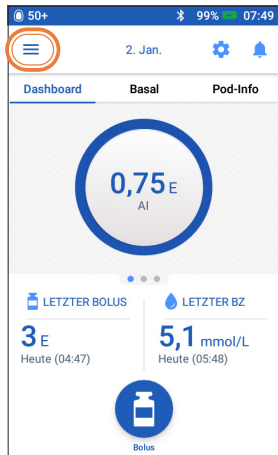 50+ 99% 07:49
2. Jan.
Dashboard Basal Pod-Info
0,75 E
AI
LETZTER BOLUS LETZTER BZ
3 E 5,1 mmol/L
Heute (04:47) Heute (05:48)
Bolus